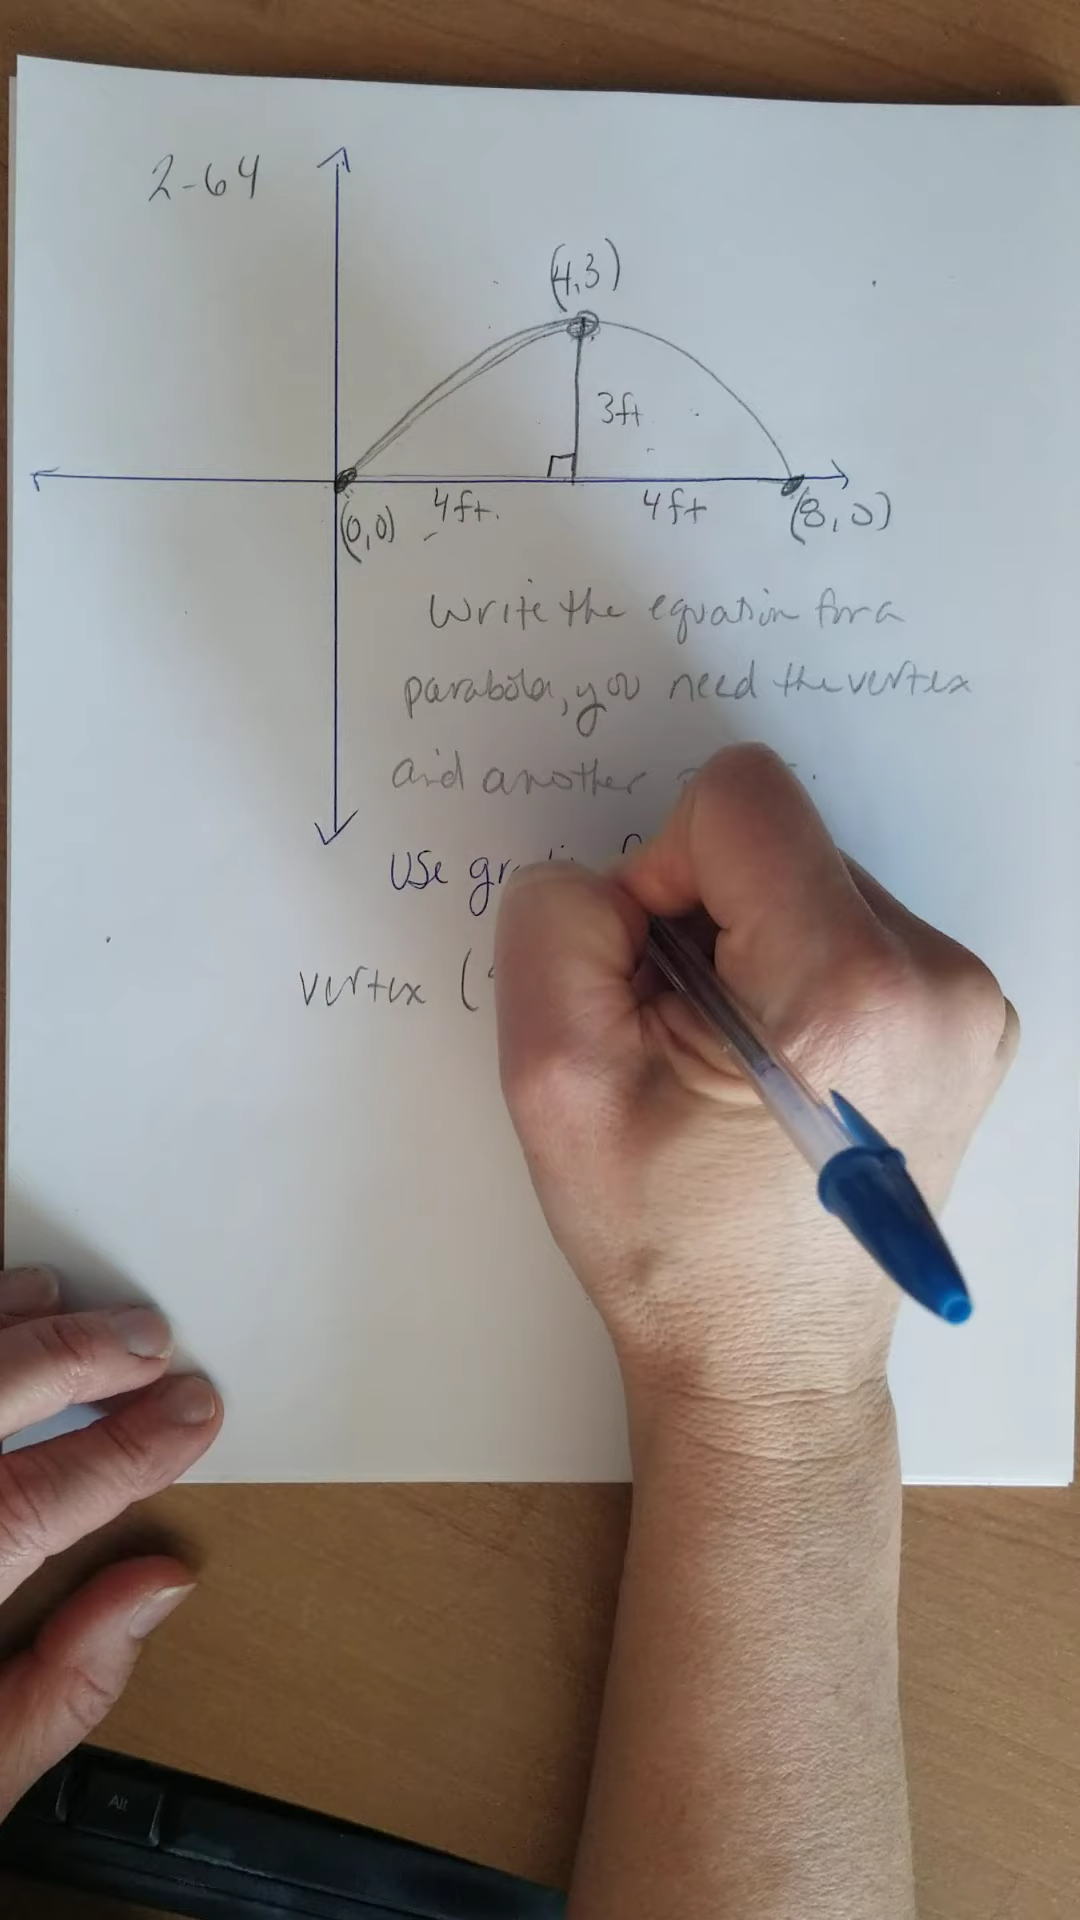 2-64
(4,3)
3ft
4ft.
4ft
(0,0)
(8,0)
Write the equation for a
parabola, you need the vertex
and another
use
vertex (
Alt